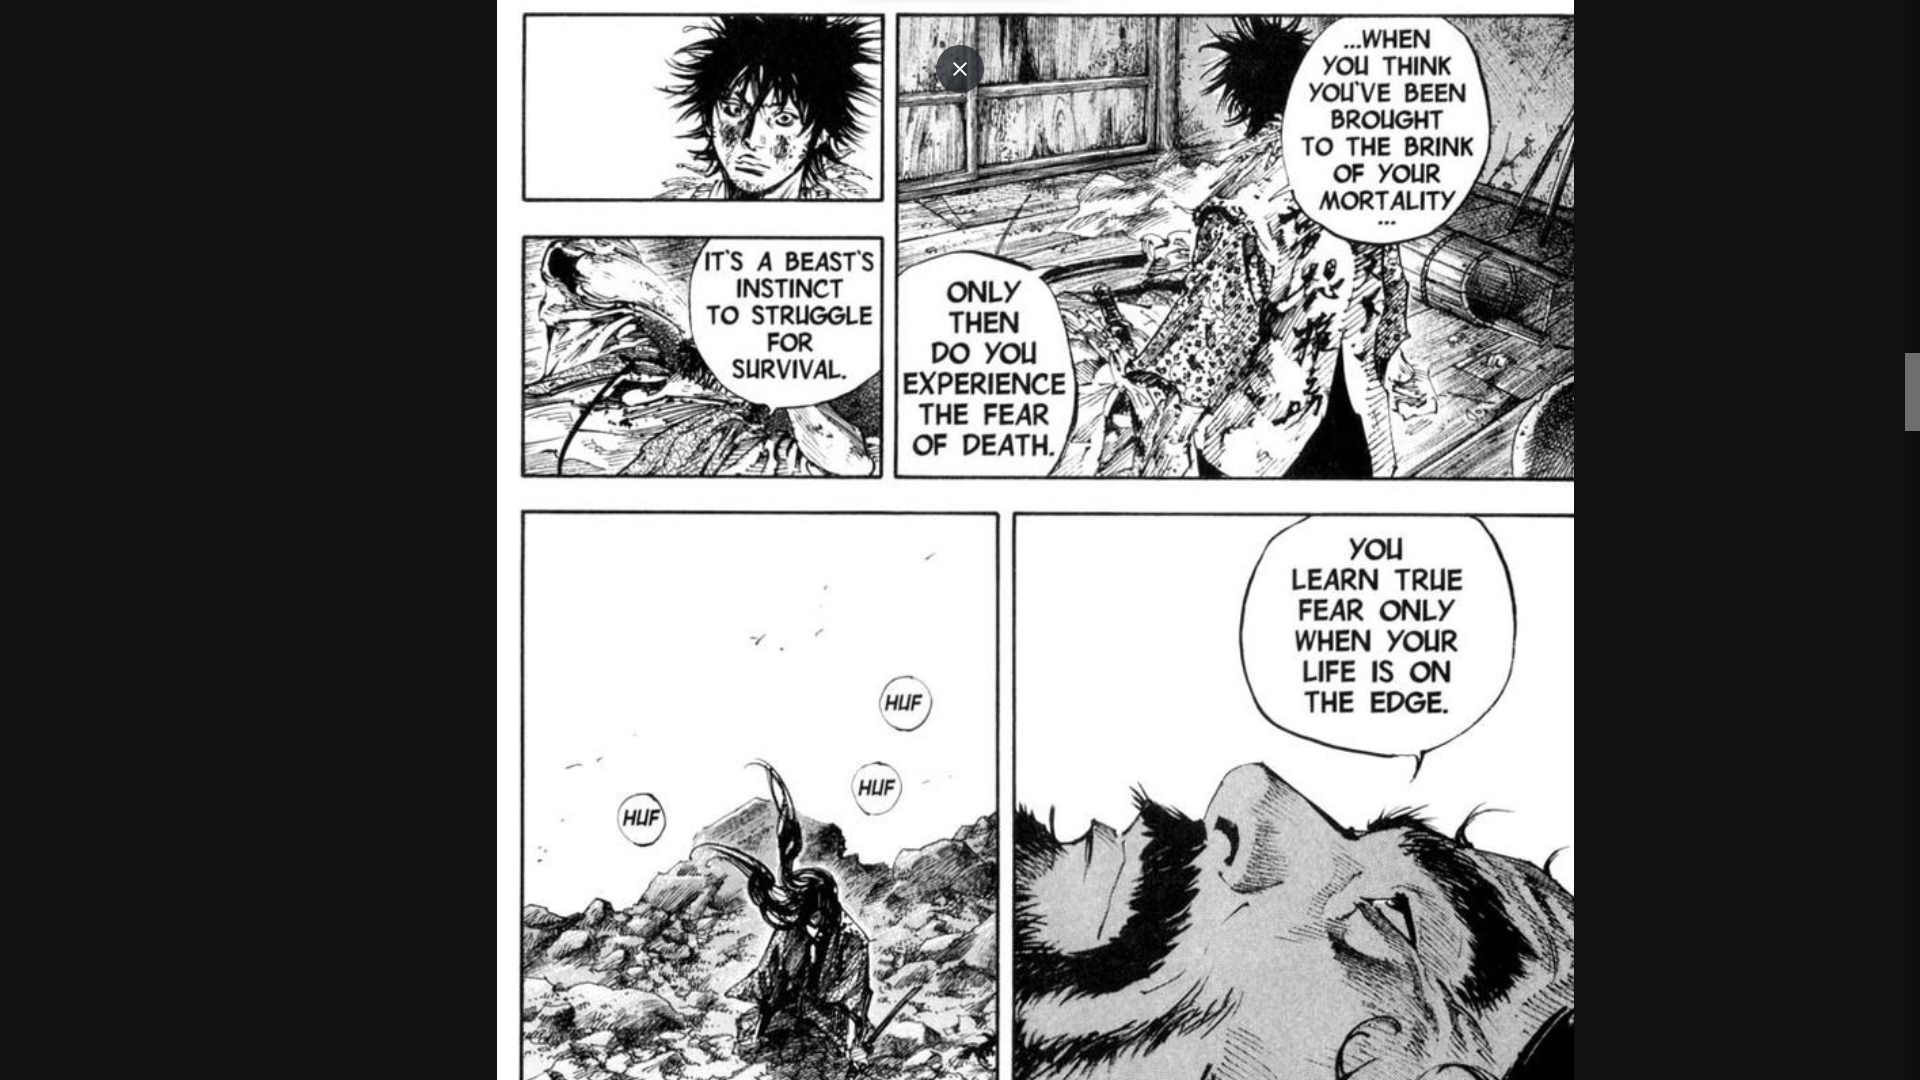 ...WHEN
YOU THINK
YOU'VE BEEN
BROUGHT
TO THE BRINK
OF YOUR
MORTALITY
...
ONLY
THEN
DO YOU
EXPERIENCE
THE FEAR
OF DEATH.
IT'S A BEAST'S
INSTINCT
TO STRUGGLE
FOR
SURVIVAL.
YOU
LEARN TRUE
FEAR ONLY
WHEN YOUR
LIFE IS ON
THE EDGE.
HUF
HUF
HUF